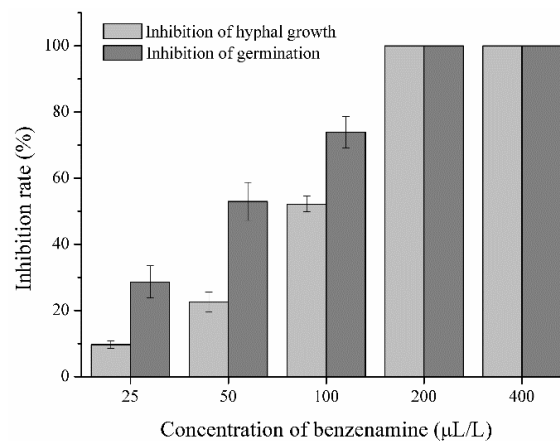 Inhibition of hyphal growth
Inhibition of germination
Inhibition rate (%)
100
80
60
40
20
0
25 50 100 200 400
Concentration of benzenamine (μL/L)